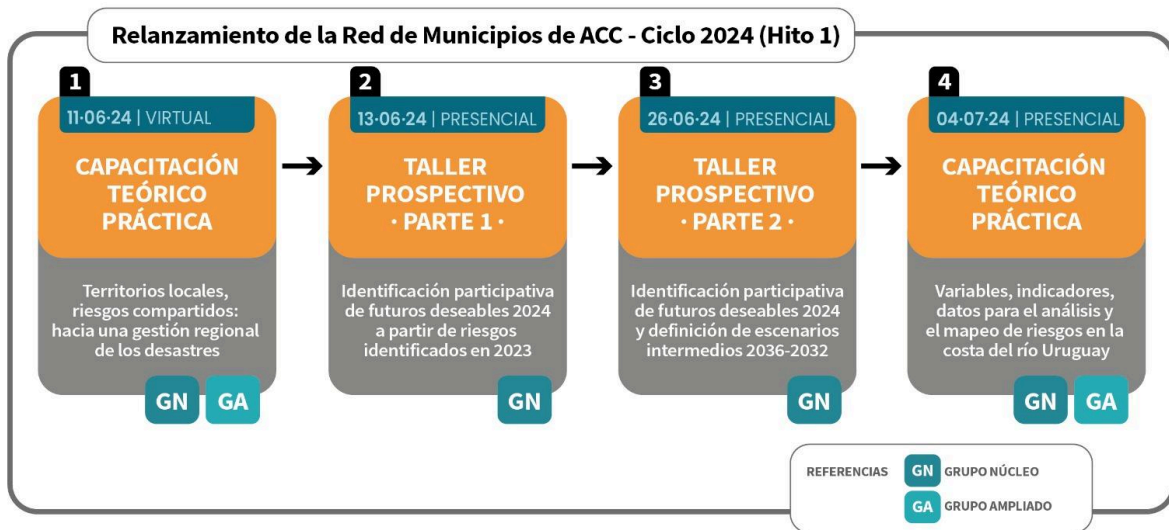 Relanzamiento de la Red de Municipios de ACC - Ciclo 2024 (Hito 1)
1
11·06·24 | VIRTUAL
CAPACITACIÓN
TEÓRICO
PRÁCTICA
Territorios locales,
riesgos compartidos:
hacia una gestión regional
de los desastres
GN GA
2
13·06·24 | PRESENCIAL
TALLER
PROSPECTIVO
· PARTE 1 ·
Identificación participativa
de futuros deseables 2024
a partir de riesgos
identificados en 2023
GN
3
26·06·24 | PRESENCIAL
TALLER
PROSPECTIVO
· PARTE 2 ·
Identificación participativa
de futuros deseables 2024
y definición de escenarios
intermedios 2036-2032
GN
4
04·07·24 | PRESENCIAL
CAPACITACIÓN
TEÓRICO
PRÁCTICA
Variables, indicadores,
datos para el análisis y
el mapeo de riesgos en la
costa del río Uruguay
GN GA
REFERENCIAS GN GRUPO NÚCLEO
GA GRUPO AMPLIADO